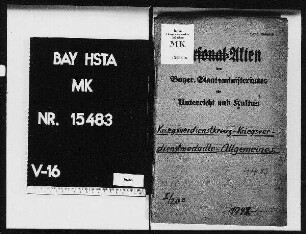 BAY HSTA
MK
NR. 15483
V-16
MK
Personal-Akten
des
Bayer. Staatsministeriums
für
Unterricht und Kultus
Kriegsverdienstkreuz-Kriegsver-
dienstmedaille-Allgemeines